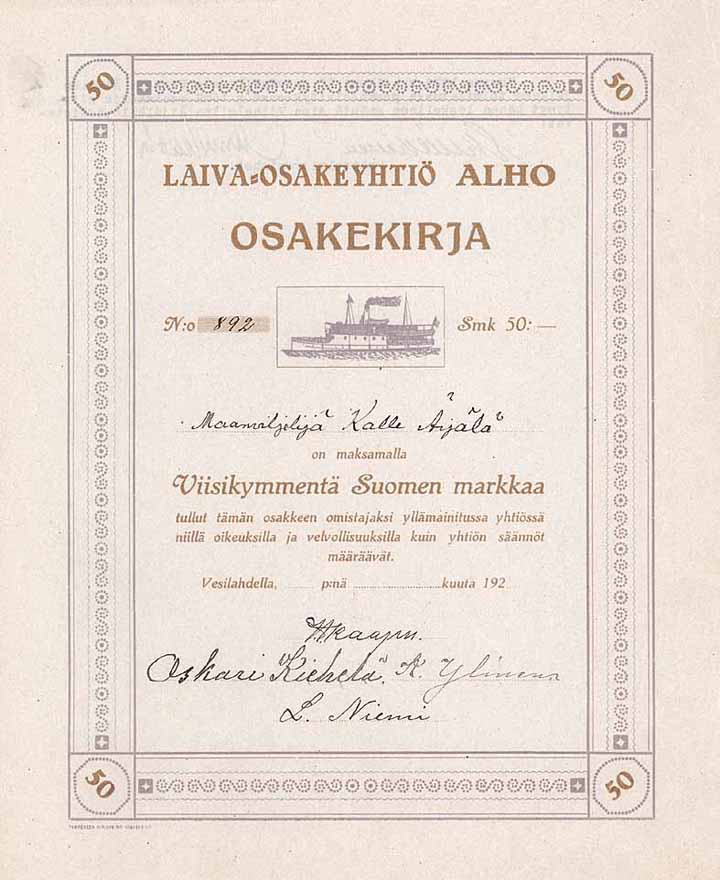 50 50
LAIVA-OSAKEYHTIÖ ALHO
OSAKEKIRJA
N:o 892 Smk 50: —
Maanviljelijä Kalle Äijälä
on maksamalla
Viisikymmentä Suomen markkaa
tullut tämän osakkeen omistajaksi yllämainitussa yhtiössä
niillä oikeuksilla ja velvollisuuksilla kuin yhtiön säännöt
määräävät.
Vesilahdella, p:nä kuuta 192
Oskari K. Ylinen
L. Niemi
50 50